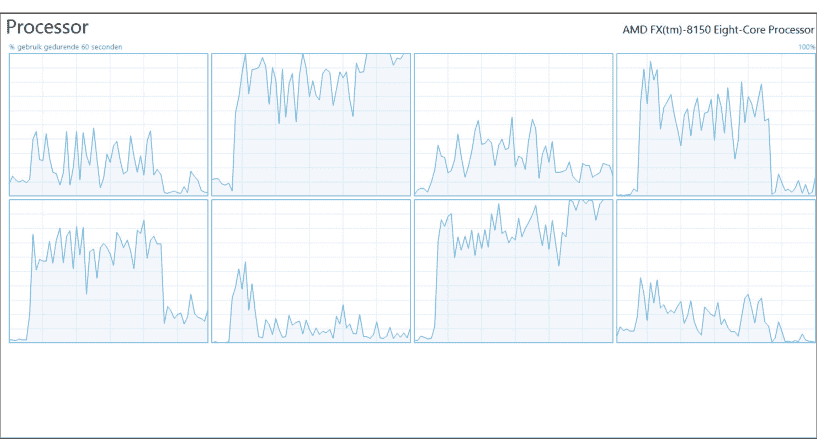 Processor
AMD FX(tm)-8150 Eight-Core Processor
% gebruik gedurende 60 seconden
100%